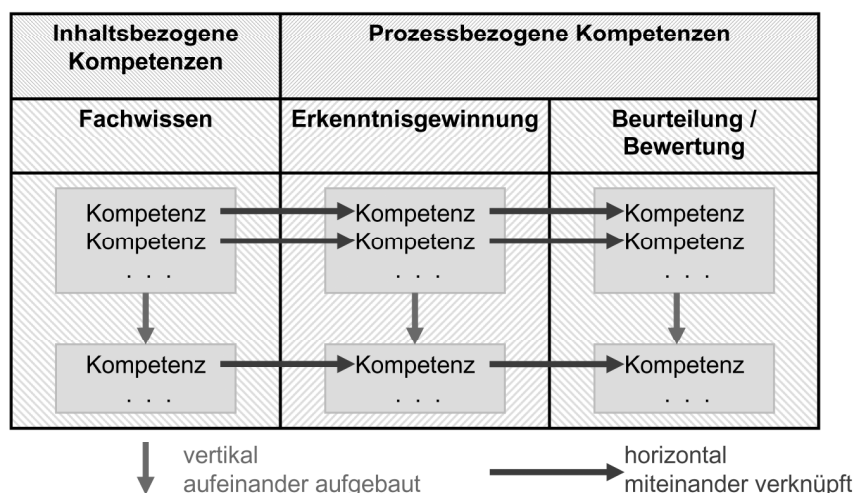 Inhaltsbezogene
Kompetenzen
Prozessbezogene Kompetenzen
Fachwissen
Erkenntnisgewinnung
Beurteilung /
Bewertung
Kompetenz
Kompetenz
. . .
Kompetenz
Kompetenz
. . .
Kompetenz
Kompetenz
. . .
Kompetenz
. . .
Kompetenz
. . .
Kompetenz
. . .
vertikal
aufeinander aufgebaut
horizontal
miteinander verknüpft